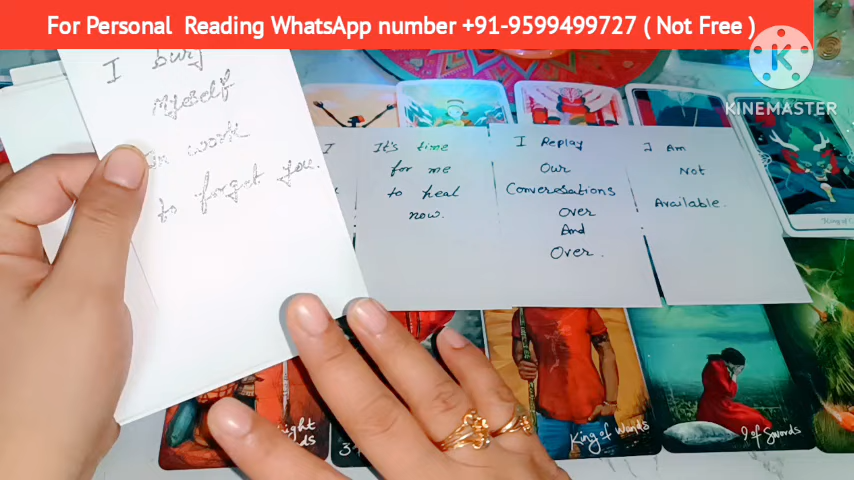 For Personal Reading WhatsApp number +91-9599499727 ( Not Free )
KINEMASTER
I bury
myself
in work
to forget you.
I
It's time
for me
to heal
now.
I Replay
Our
Conversations
Over
And
Over.
I Am
Not
Available.
King of Wands
9 of Swords